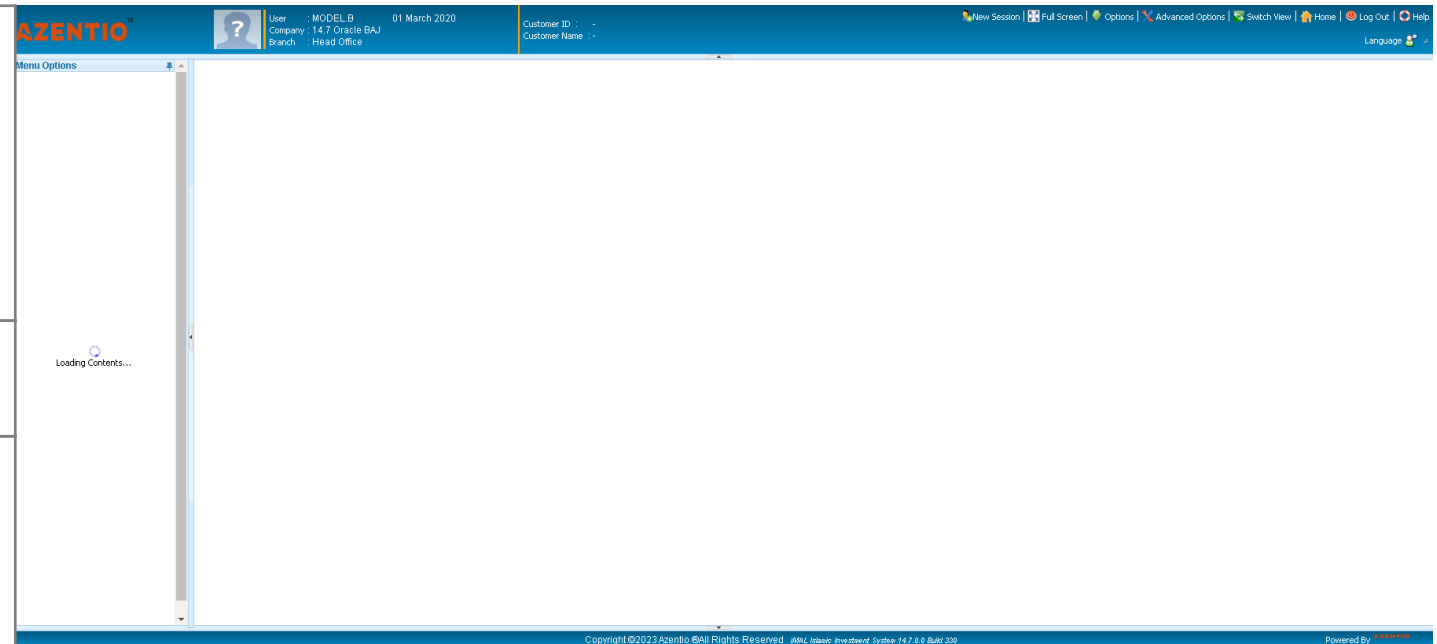 AZENTIO™
User : MODEL.B 01 March 2020
Company : 14.7 Oracle BAJ
Branch : Head Office
Customer ID : -
Customer Name : -
New Session | Full Screen | Options | Advanced Options | Switch View | Home | Log Out | Help
Language
Menu Options
Loading Contents...
Copyright ©2023 Azentio ®All Rights Reserved iMAL Islamic Investment System 14.7.0.0 Build 330
Powered By AZENTIO